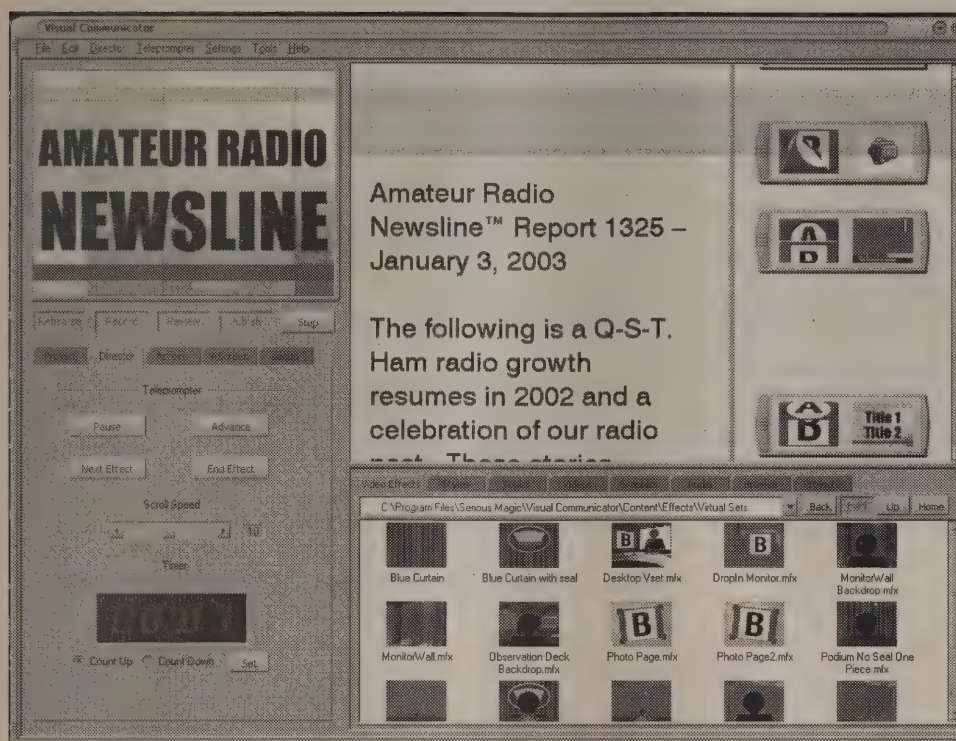 Visual Communicator
File Edit Director Teleprompter Settings Tools Help
AMATEUR RADIO
NEWSLINE
Stop
Director
Teleprompter
Pause
Advance
Next Effect
End Effect
Scroll Speed
10
Timer
Count Up
Count Down
Set
Amateur Radio
Newsline™ Report 1325 –
January 3, 2003
The following is a Q-S-T.
Ham radio growth
resumes in 2002 and a
celebration of our radio
B
A
B
A
B
Title 1
Title 2
Video Effects
C:\Program Files\Serious Magic\Visual Communicator\Content\Effects\Virtual Sets
Back
Up
Home
B
B
Blue Curtain
Blue Curtain with seal
Desktop Vset.mfx
DropIn Monitor.mfx
MonitorWall
Backdrop.mfx
B
B
MonitorWall.mfx
Observation Deck
Backdrop.mfx
Photo Page.mfx
Photo Page2.mfx
Podium No Seal One
Piece.mfx